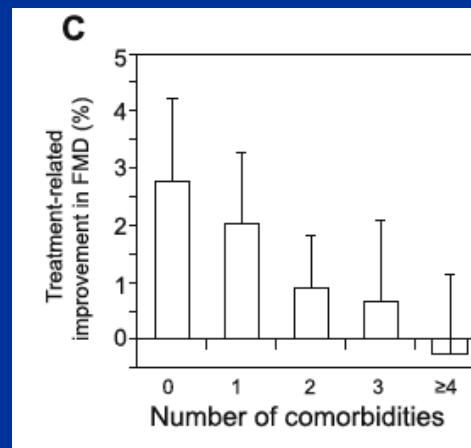 C
Treatment-related
improvement in FMD (%)
5
4
3
2
1
0
0 1 2 3 ≥4
Number of comorbidities